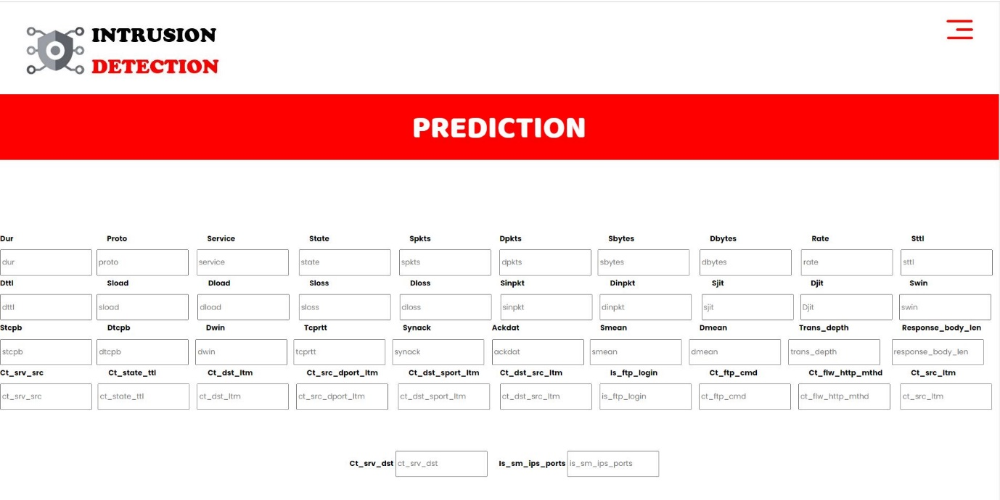 INTRUSION
DETECTION
PREDICTION
Dur Proto Service State Spkts Dpkts Sbytes Dbytes Rate Sttl
dur proto service state spkts dpkts sbytes dbytes rate sttl
Dttl Sload Dload Sloss Dloss Sinpkt Dinpkt Sjit Djit Swin
dttl sload dload sloss dloss sinpkt dinpkt sjit Djit swin
Stcpb Dtcpb Dwin Tcprtt Synack Ackdat Smean Dmean Trans_depth Response_body_len
stcpb dtcpb dwin tcprtt synack ackdat smean dmean trans_depth response_body_len
Ct_srv_src Ct_state_ttl Ct_dst_ltm Ct_src_dport_ltm Ct_dst_sport_ltm Ct_dst_src_ltm Is_ftp_login Ct_ftp_cmd Ct_flw_http_mthd Ct_src_ltm
ct_srv_src ct_state_ttl ct_dst_ltm ct_src_dport_ltm ct_dst_sport_ltm ct_dst_src_ltm is_ftp_login ct_ftp_cmd ct_flw_http_mthd ct_src_ltm
Ct_srv_dst ct_srv_dst Is_sm_ips_ports is_sm_ips_ports